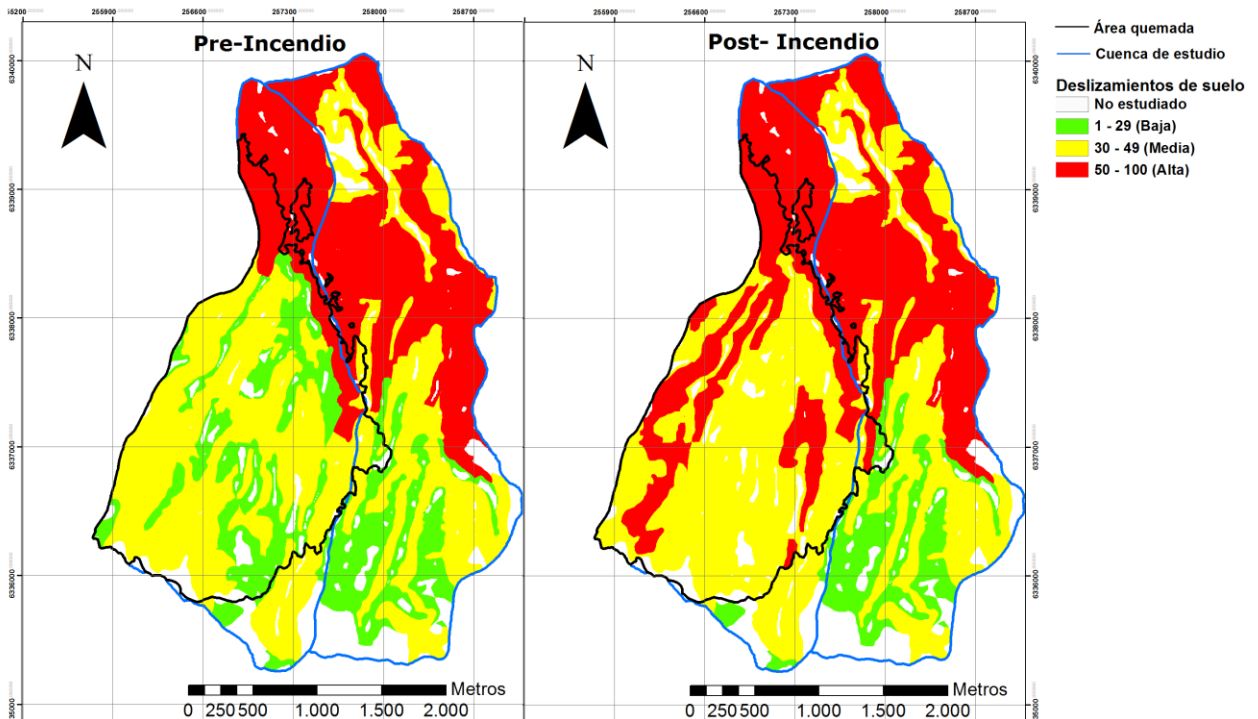 256200 255900 256600 257300 258000 258700
255900 256600 257300 258000 258700
Pre-Incendio
Post- Incendio
N
N
6340000
6339000
6338000
6337000
6336000
6340000
6339000
6338000
6337000
6336000
35000
Metros
0 250 500 1.000 1.500 2.000
Metros
0 250 500 1.000 1.500 2.000
Área quemada
Cuenca de estudio
Deslizamientos de suelo
No estudiado
1 - 29 (Baja)
30 - 49 (Media)
50 - 100 (Alta)